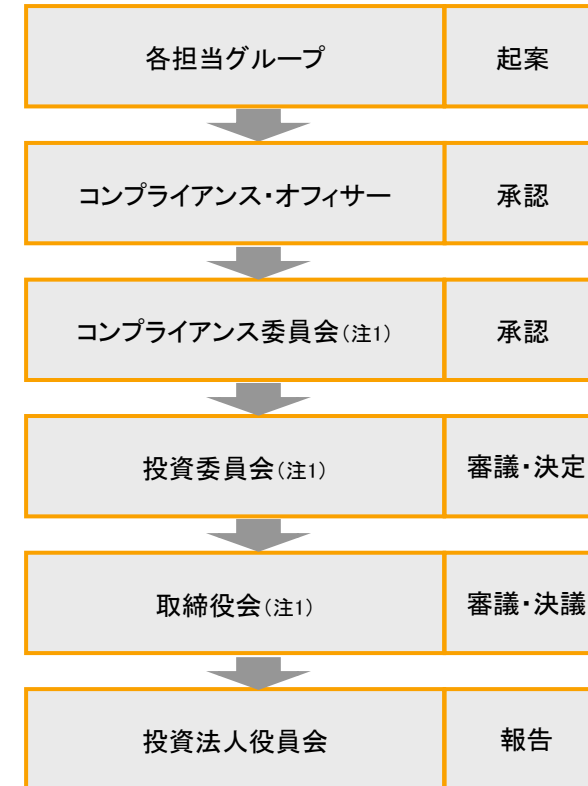 各担当グループ 起案
コンプライアンス・オフィサー 承認
コンプライアンス委員会(注1) 承認
投資委員会(注1) 審議・決定
取締役会(注1) 審議・決議
投資法人役員会 報告